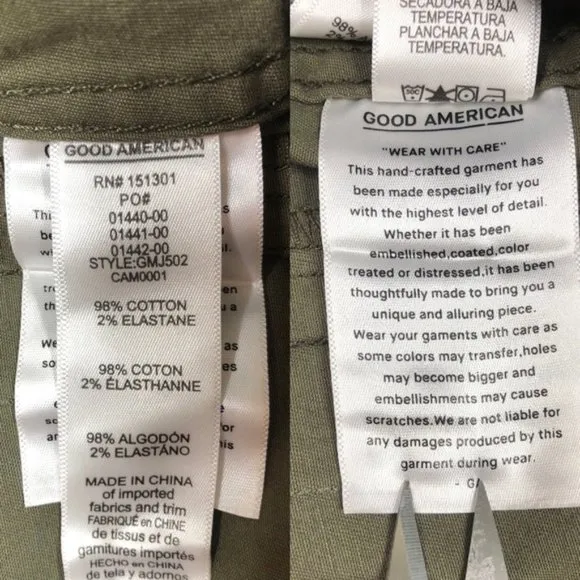 GOOD AMERICAN
RN# 151301
PO#
01440-00
01441-00
01442-00
STYLE:GMJ502
CAM0001
98% COTTON
2% ELASTANE
98% COTON
2% ÉLASTHANNE
98% ALGODÓN
2% ELASTÁNO
MADE IN CHINA
of imported
fabrics and trim
FABRIQUÉ en CHINE
de tissus et de
garnitures importés
HECHO en CHINA
de tela y adornos
98%
2%
SECADORA A BAJA
TEMPERATURA
PLANCHAR A BAJA
TEMPERATURA.
GOOD AMERICAN
"WEAR WITH CARE"
This hand-crafted garment has
been made especially for you
with the highest level of detail.
Whether it has been
embellished,coated,color
treated or distressed,it has been
thoughtfully made to bring you a
unique and alluring piece.
Wear your gaments with care as
some colors may transfer,holes
may become bigger and
embellishments may cause
scratches.We are not liable for
any damages produced by this
garment during wear.